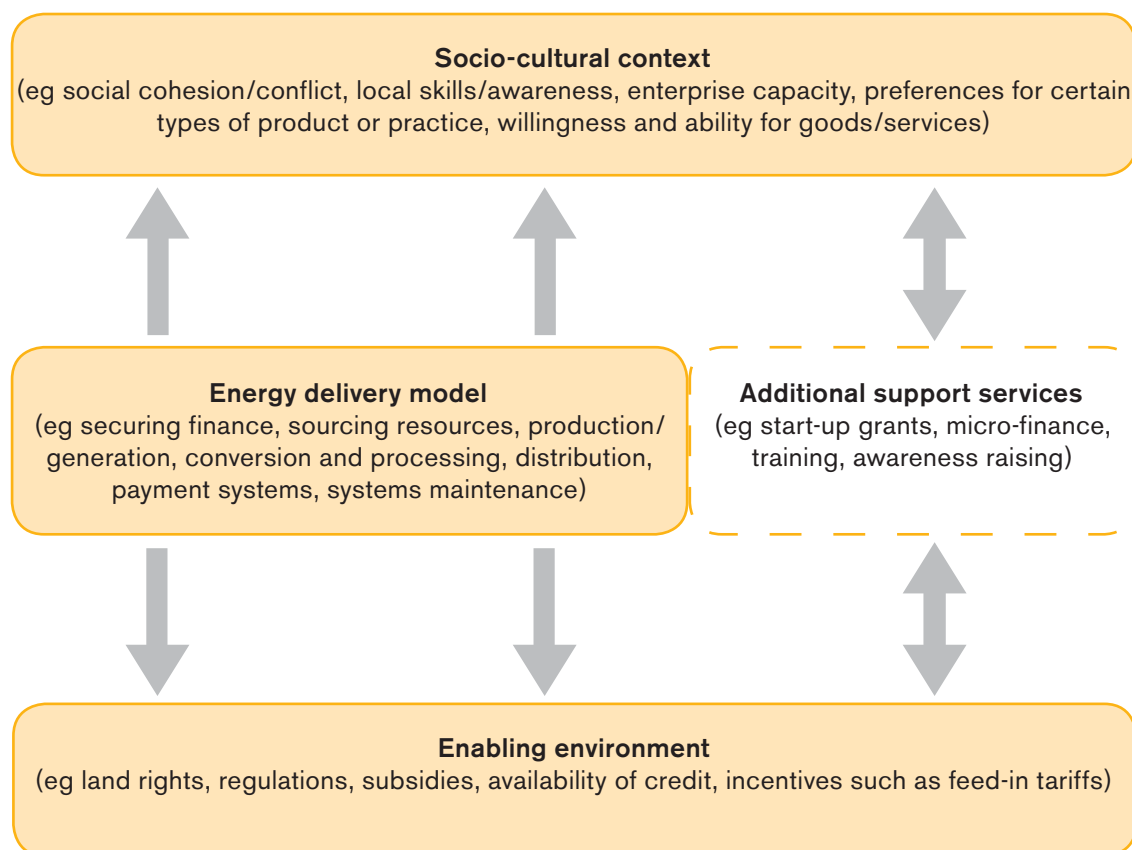 Socio-cultural context
(eg social cohesion/conflict, local skills/awareness, enterprise capacity, preferences for certain
types of product or practice, willingness and ability for goods/services)
Energy delivery model
(eg securing finance, sourcing resources, production/
generation, conversion and processing, distribution,
payment systems, systems maintenance)
Additional support services
(eg start-up grants, micro-finance,
training, awareness raising)
Enabling environment
(eg land rights, regulations, subsidies, availability of credit, incentives such as feed-in tariffs)